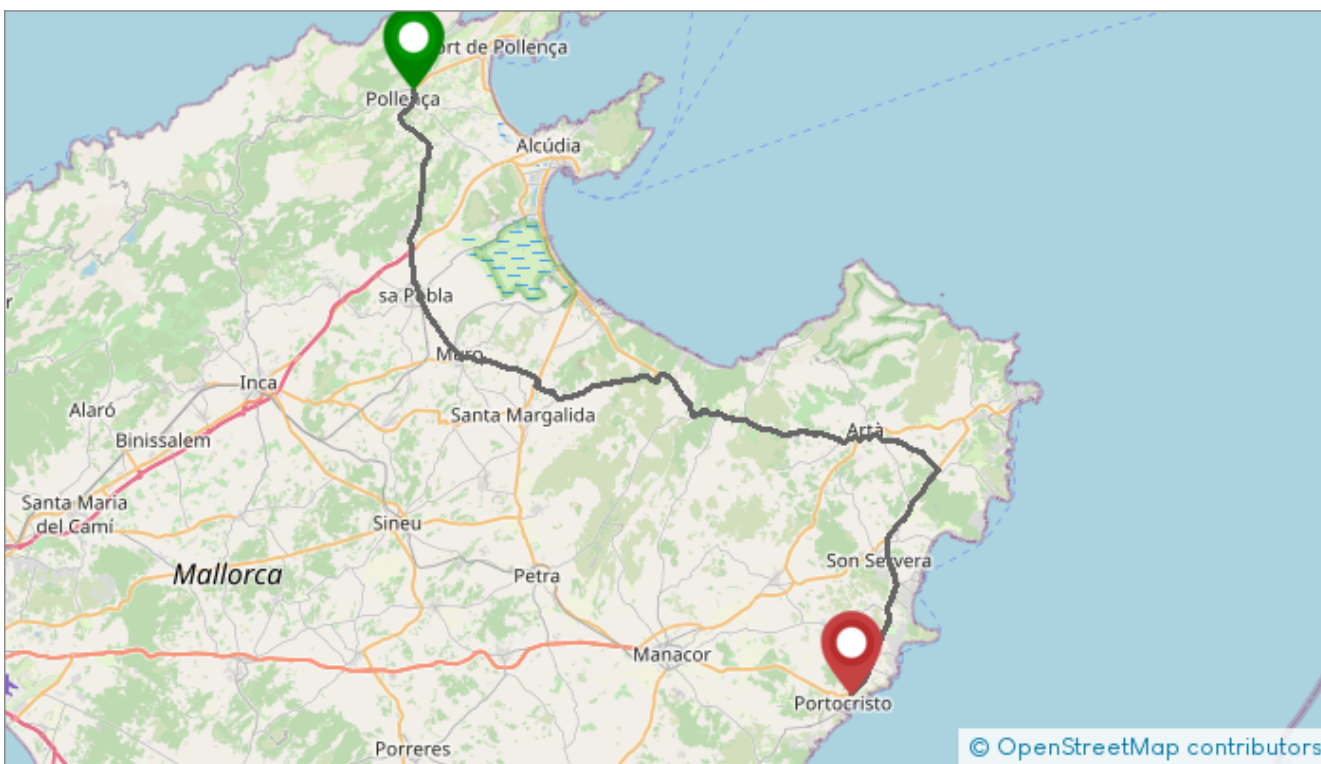 ort de Pollença
Pollença
Alcúdia
r
sa Pobla
Muro
Inca
Alaró
Santa Margalida
Binissalem
Artà
Santa Maria
del Camí
Sineu
Son Servera
Mallorca
Petra
Manacor
Portocristo
Porreres
© OpenStreetMap contributors